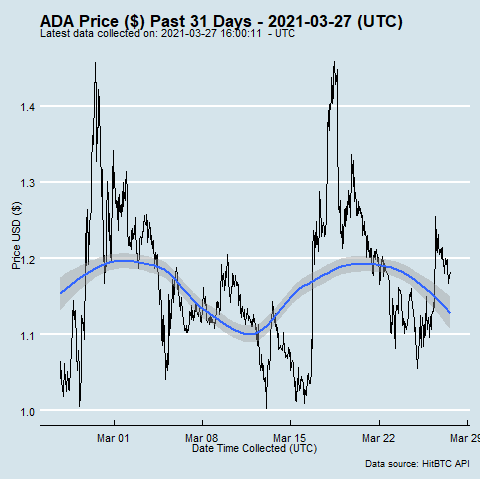 ADA Price ($) Past 31 Days - 2021-03-27 (UTC)
Latest data collected on: 2021-03-27 16:00:11 - UTC
1.4
1.3
1.2
1.1
1.0
Price USD ($)
Mar 01 Mar 08 Mar 15 Mar 22 Mar 29
Date Time Collected (UTC)
Data source: HitBTC API